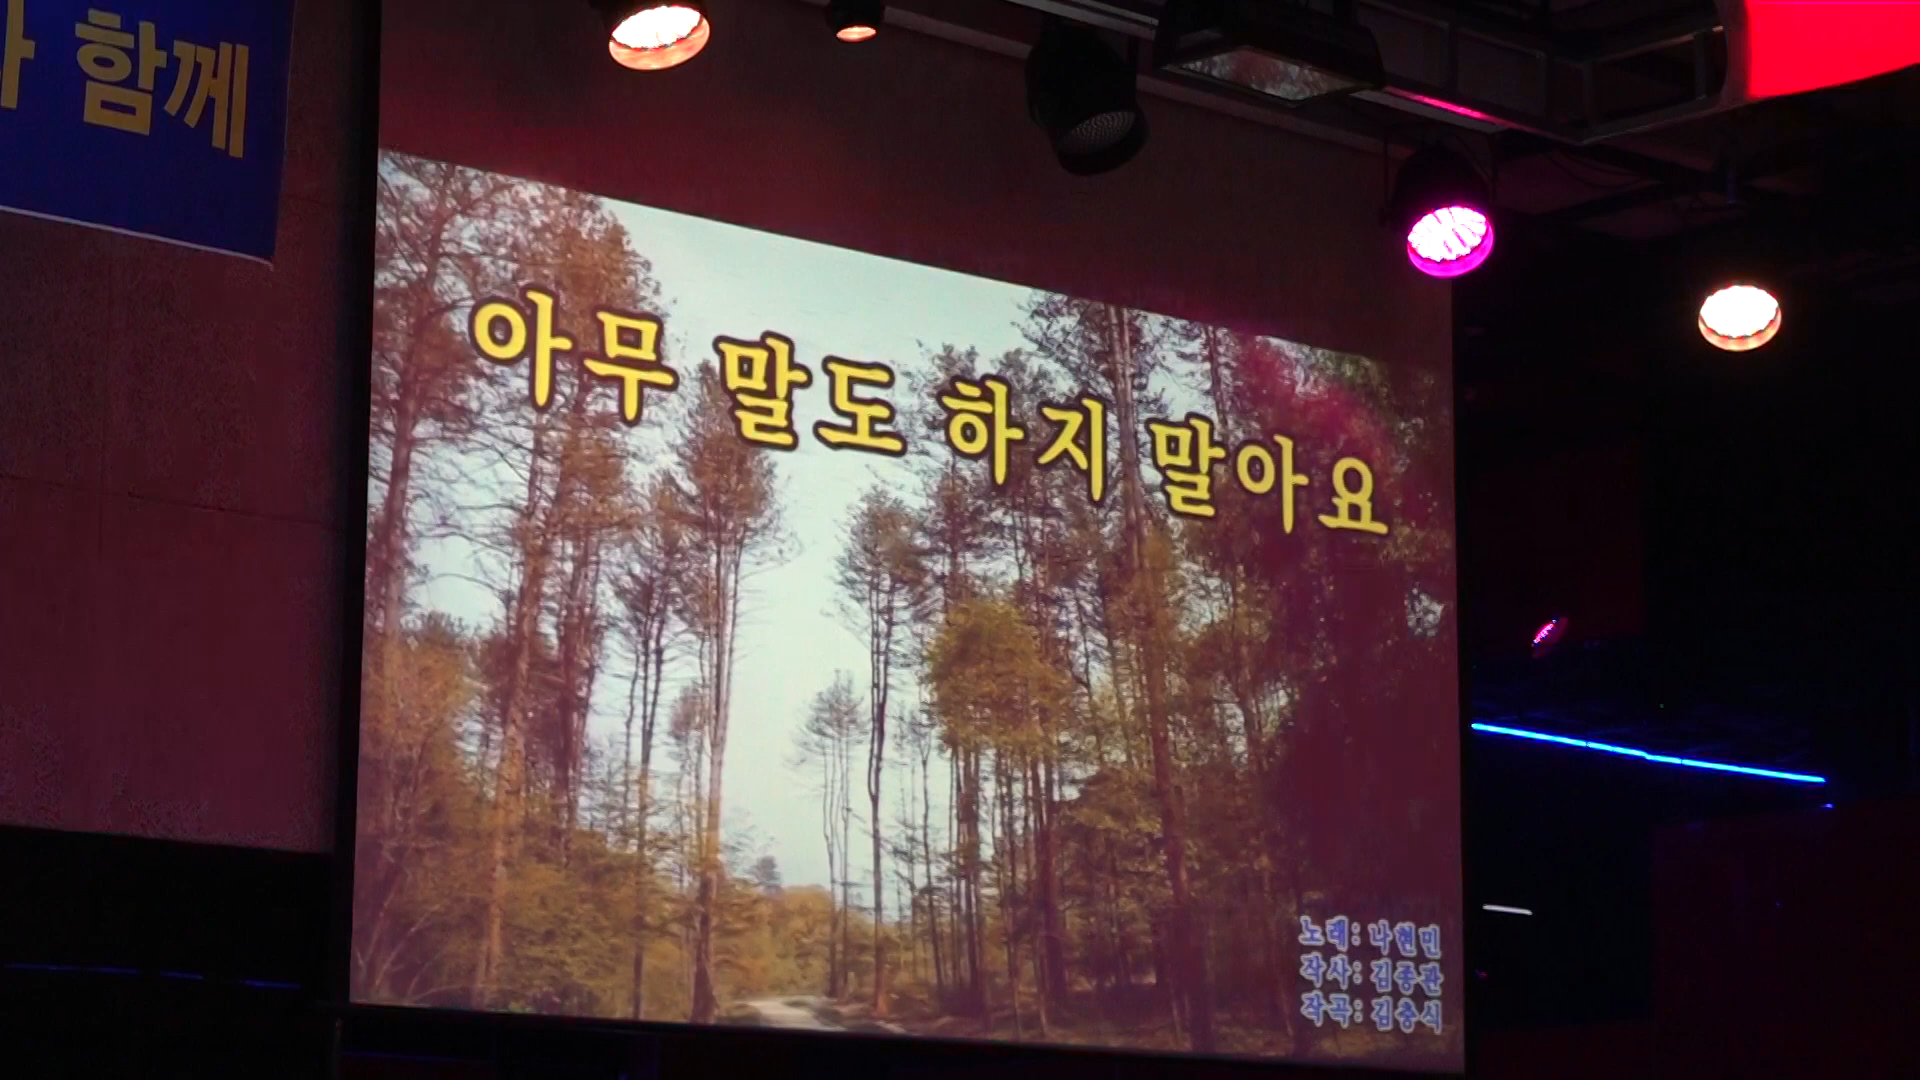 함께
아무 말도 하지 말아요
노래: 나현민
작사: 김종관
작곡: 김충식